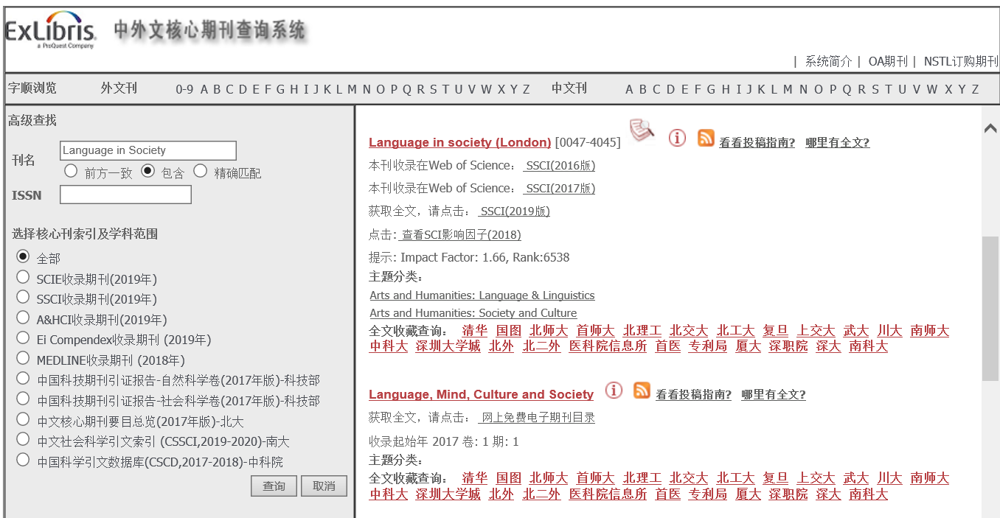 ExLibris.
a ProQuest Company
中外文核心期刊查询系统
| 系统简介 | OA期刊 | NSTL订购期刊
字顺浏览 外文刊 0-9 A B C D E F G H I J K L M N O P Q R S T U V W X Y Z 中文刊 A B C D E F G H I J K L M N O P Q R S T U V W X Y Z
高级查找
刊名 Language in Society
前方一致 包含 精确匹配
ISSN
选择核心刊索引及学科范围
全部
SCIE收录期刊(2019年)
SSCI收录期刊(2019年)
A&HCI收录期刊(2019年)
Ei Compendex收录期刊 (2019年)
MEDLINE收录期刊 (2018年)
中国科技期刊引证报告-自然科学卷(2017年版)-科技部
中国科技期刊引证报告-社会科学卷(2017年版)-科技部
中文核心期刊要目总览(2017年版)-北大
中文社会科学引文索引 (CSSCI,2019-2020)-南大
中国科学引文数据库(CSCD,2017-2018)-中科院
查询 取消
Language in society (London) [0047-4045] 看看投稿指南? 哪里有全文?
本刊收录在Web of Science: SSCI(2016版)
本刊收录在Web of Science: SSCI(2017版)
获取全文，请点击: SSCI(2019版)
点击: 查看SCI影响因子(2018)
提示: Impact Factor: 1.66, Rank:6538
主题分类:
Arts and Humanities: Language & Linguistics
Arts and Humanities: Society and Culture
全文收藏查询: 清华 国图 北师大 首师大 北理工 北交大 北工大 复旦 上交大 武大 川大 南师大
中科大 深圳大学城 北外 北二外 医科院信息所 首医 专利局 厦大 深职院 深大 南科大
Language, Mind, Culture and Society 看看投稿指南? 哪里有全文?
获取全文，请点击: 网上免费电子期刊目录
收录起始年 2017 卷: 1 期: 1
主题分类:
全文收藏查询: 清华 国图 北师大 首师大 北理工 北交大 北工大 复旦 上交大 武大 川大 南师大
中科大 深圳大学城 北外 北二外 医科院信息所 首医 专利局 厦大 深职院 深大 南科大